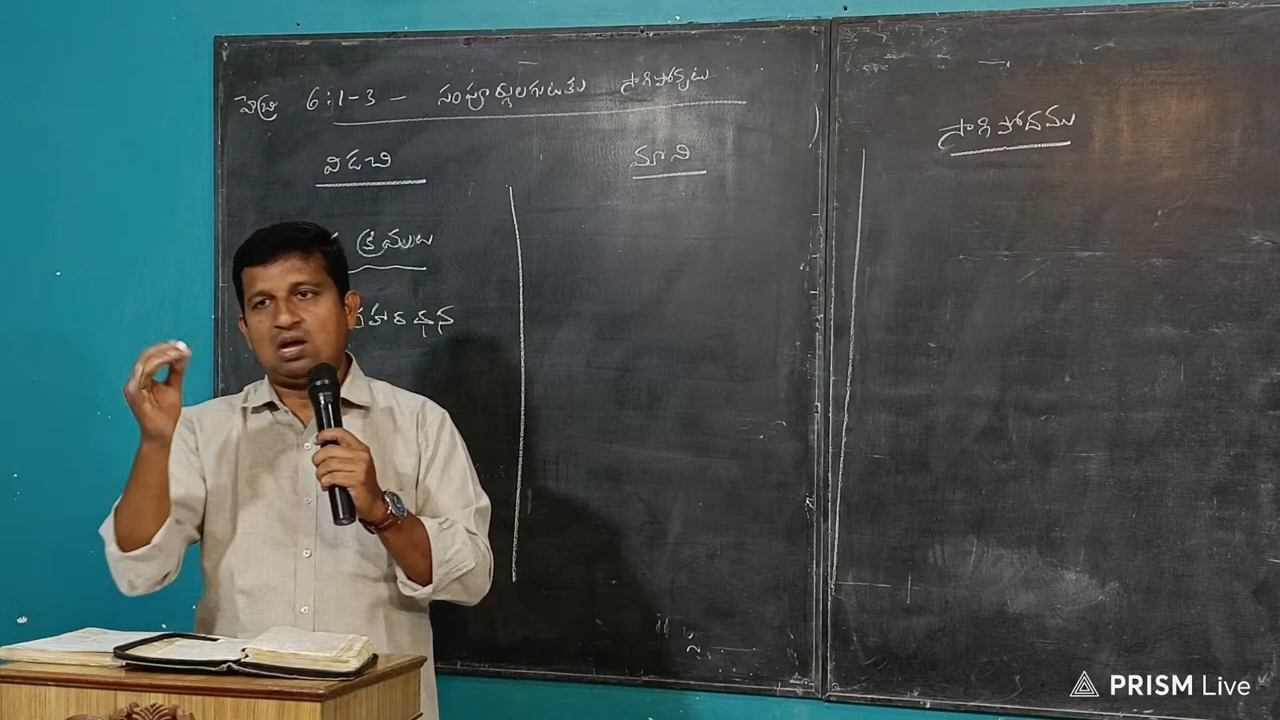 హెబ్రి 6:1-3 - సంపూర్ణులగుటకు సాగిపోవుట
విడచి
మాని
సాగిపోదము
క్రియలు
PRISM Live